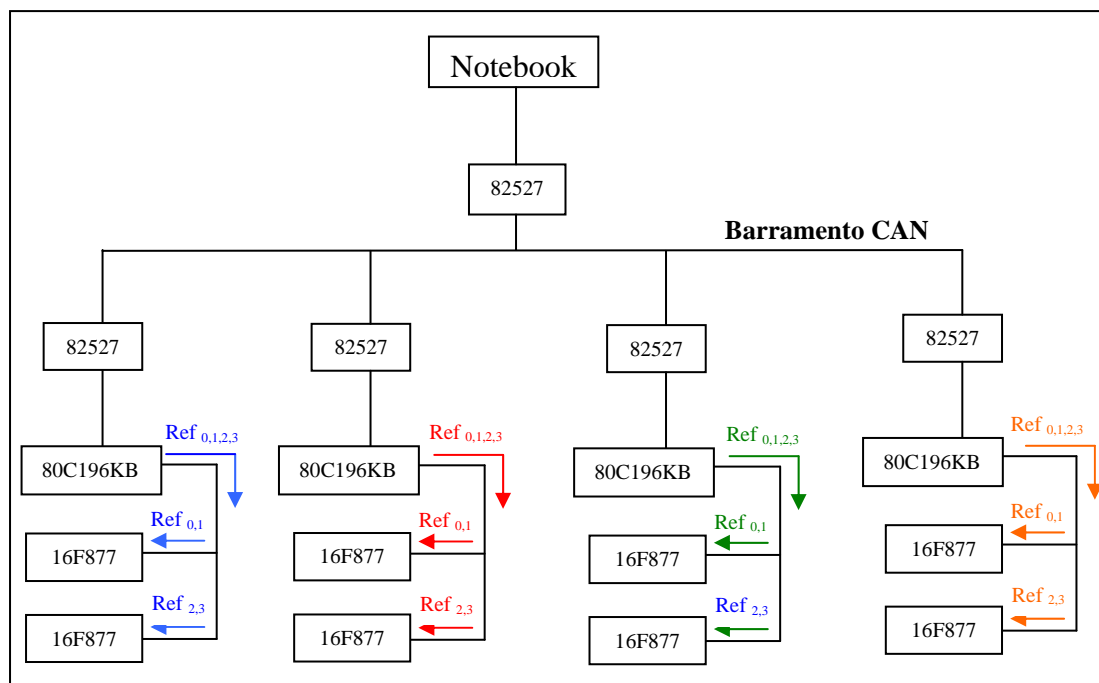 Notebook
82527
Barramento CAN
82527
82527
82527
82527
Ref 0,1,2,3
Ref 0,1,2,3
Ref 0,1,2,3
Ref 0,1,2,3
80C196KB
80C196KB
80C196KB
80C196KB
Ref 0,1
Ref 0,1
Ref 0,1
Ref 0,1
16F877
16F877
16F877
16F877
Ref 2,3
Ref 2,3
Ref 2,3
Ref 2,3
16F877
16F877
16F877
16F877